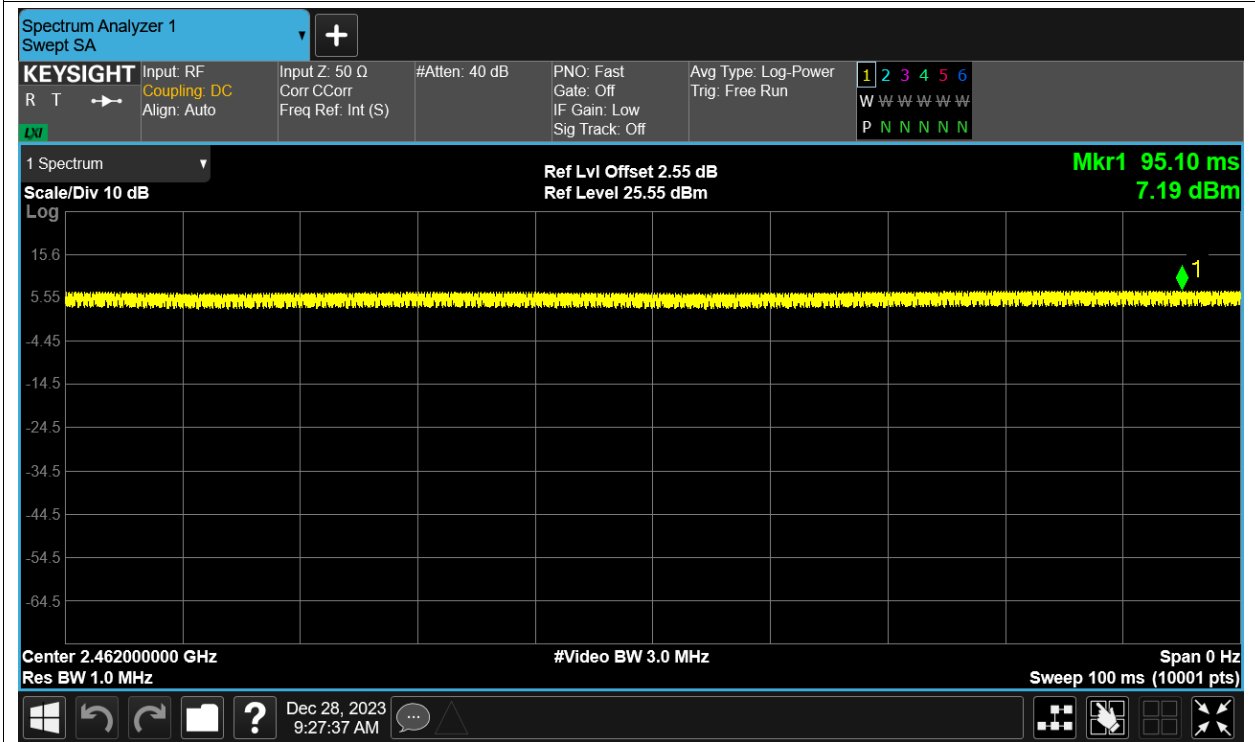 Spectrum Analyzer 1
Swept SA
KEYSIGHT
R T
LXI
Input: RF
Coupling: DC
Align: Auto
Input Z: 50 Ω
Corr CCorr
Freq Ref: Int (S)
#Atten: 40 dB
PNO: Fast
Gate: Off
IF Gain: Low
Sig Track: Off
Avg Type: Log-Power
Trig: Free Run
1 2 3 4 5 6
W W W W W W
P N N N N N
1 Spectrum
Scale/Div 10 dB
Ref Lvl Offset 2.55 dB
Ref Level 25.55 dBm
Mkr1 95.10 ms
7.19 dBm
Log
15.6
5.55
-4.45
-14.5
-24.5
-34.5
-44.5
-54.5
-64.5
1
Center 2.462000000 GHz
Res BW 1.0 MHz
#Video BW 3.0 MHz
Span 0 Hz
Sweep 100 ms (10001 pts)
?
Dec 28, 2023
9:27:37 AM